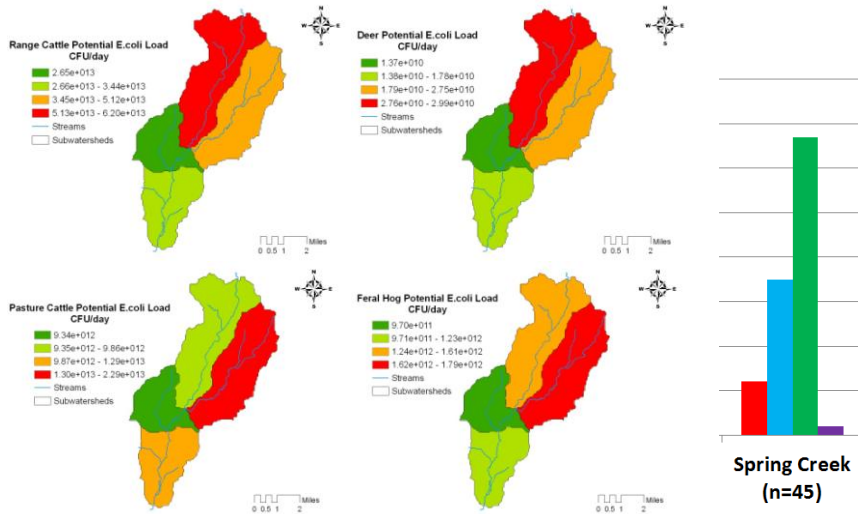 Range Cattle Potential E.coli Load
CFU/day
2.65e+013
2.66e+013 - 3.44e+013
3.45e+013 - 5.12e+013
5.13e+013 - 6.20e+013
Streams
Subwatersheds
N
W E
S
0 0.5 1 2
Miles
Deer Potential E.coli Load
CFU/day
1.37e+010
1.38e+010 - 1.78e+010
1.79e+010 - 2.75e+010
2.76e+010 - 2.99e+010
Streams
Subwatersheds
N
W E
S
0 0.5 1 2
Miles
Pasture Cattle Potential E.coli Load
CFU/day
9.34e+012
9.35e+012 - 9.86e+012
9.87e+012 - 1.29e+013
1.30e+013 - 2.29e+013
Streams
Subwatersheds
N
W E
S
0 0.5 1 2
Miles
Feral Hog Potential E.coli Load
CFU/day
9.70e+011
9.71e+011 - 1.23e+012
1.24e+012 - 1.61e+012
1.62e+012 - 1.79e+012
Streams
Subwatersheds
N
W E
S
0 0.5 1 2
Miles
Spring Creek
(n=45)